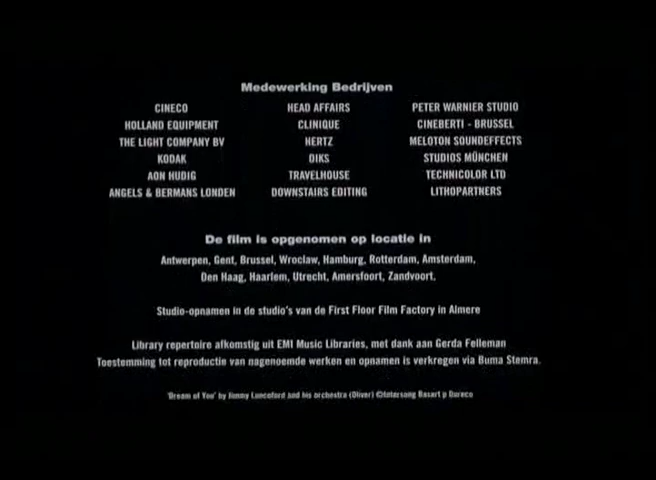 Medewerking Bedrijven
CINECO HEAD AFFAIRS PETER WARNIER STUDIO
HOLLAND EQUIPMENT CLINIQUE CINEBERTI - BRUSSEL
THE LIGHT COMPANY BV HERTZ MELOTON SOUNDEFFECTS
KODAK DIKS STUDIOS MÜNCHEN
AON HUDIG TRAVELHOUSE TECHNICOLOR LTD
ANGELS & BERMANS LONDEN DOWNSTAIRS EDITING LITHOPARTNERS
De film is opgenomen op locatie in
Antwerpen, Gent, Brussel, Wroclaw, Hamburg, Rotterdam, Amsterdam,
Den Haag, Haarlem, Utrecht, Amersfoort, Zandvoort.
Studio-opnamen in de studio's van de First Floor Film Factory in Almere
Library repertoire afkomstig uit EMI Music Libraries, met dank aan Gerda Felleman
Toestemming tot reproductie van nagenoemde werken en opnamen is verkregen via Buma Stemra.
'Dream of You' by Jimmy and his orchestra (Oliver) ©Intersong Basart p